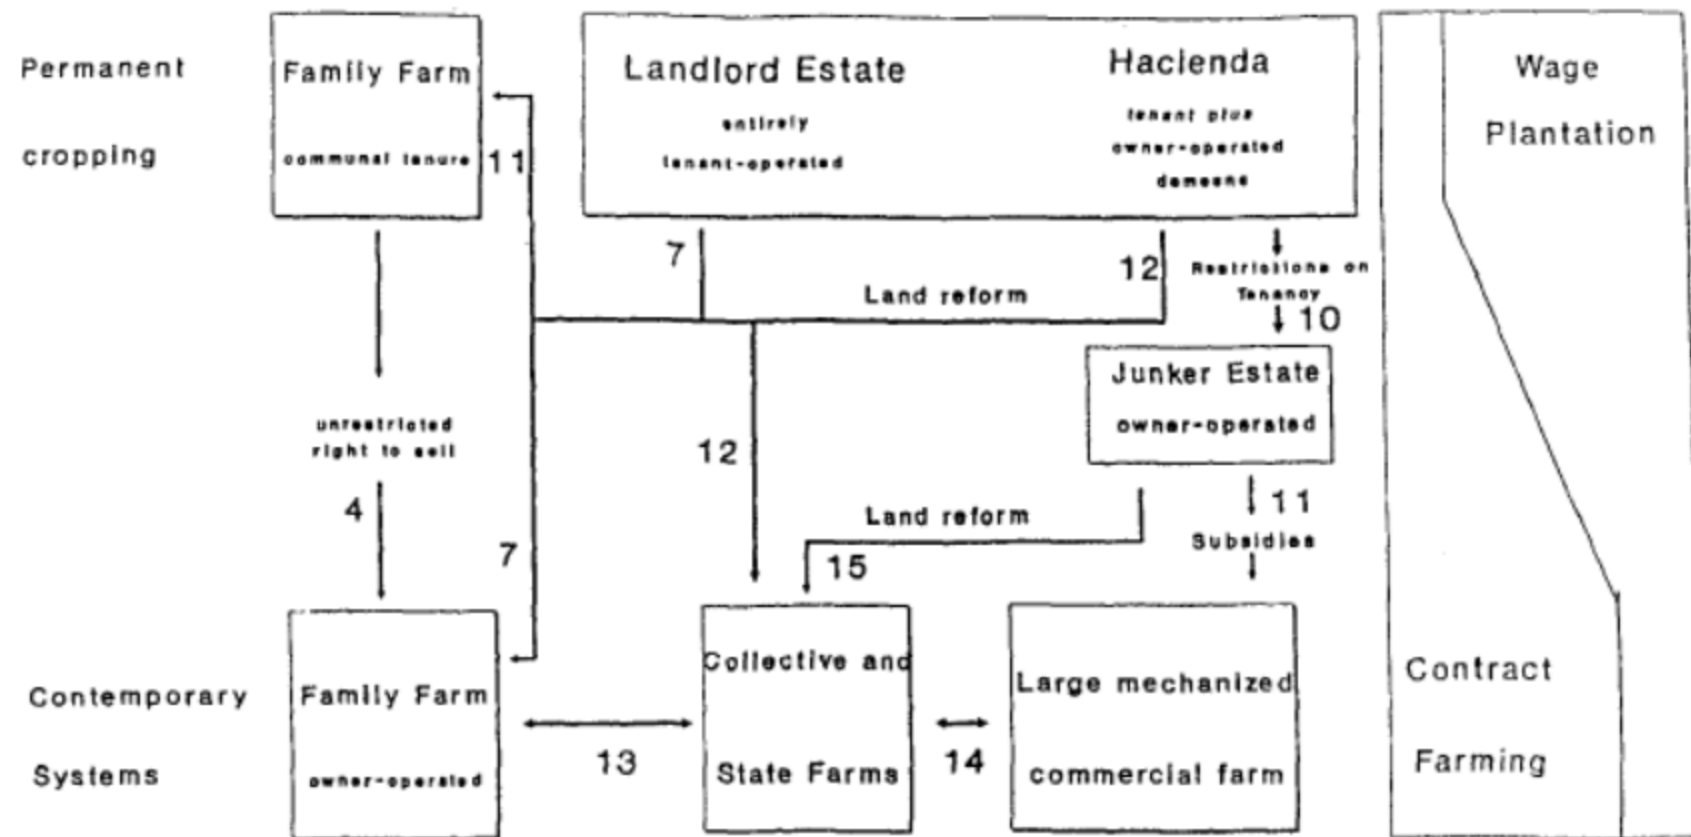 Permanent
cropping
Family Farm
communal tenure
11
Landlord Estate
entirely
tenant-operated
Hacienda
tenant plus
owner-operated
demesne
Wage
Plantation
7
Land reform
12
Restrictions on
Tenancy
10
Junker Estate
owner-operated
unrestricted
right to sell
4
12
7
Land reform
15
11
Subsidies
Contemporary
Systems
Family Farm
owner-operated
13
Collective and
State Farms
14
Large mechanized
commercial farm
Contract
Farming